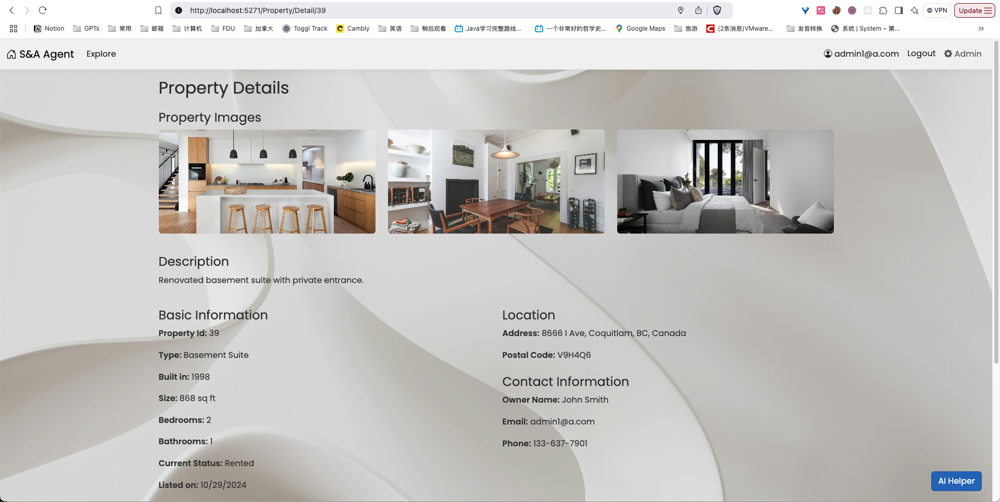 http://localhost:5271/Property/Detail/39
VPN
Update
Notion
GPTs
常用
邮箱
计算机
FDU
加拿大
Toggl Track
Cambly
英语
稍后观看
Java学习完整路线...
一个非常好的哲学史...
Google Maps
旅游
(2条消息)VMware...
发音转换
系统 | System – 第...
S&A Agent
Explore
admin1@a.com
Logout
Admin
Property Details
Property Images
Description
Renovated basement suite with private entrance.
Basic Information
Property Id: 39
Type: Basement Suite
Built in: 1998
Size: 868 sq ft
Bedrooms: 2
Bathrooms: 1
Current Status: Rented
Listed on: 10/29/2024
Location
Address: 8666 I Ave, Coquitlam, BC, Canada
Postal Code: V9H4Q6
Contact Information
Owner Name: John Smith
Email: admin1@a.com
Phone: 133-637-7901
AI Helper